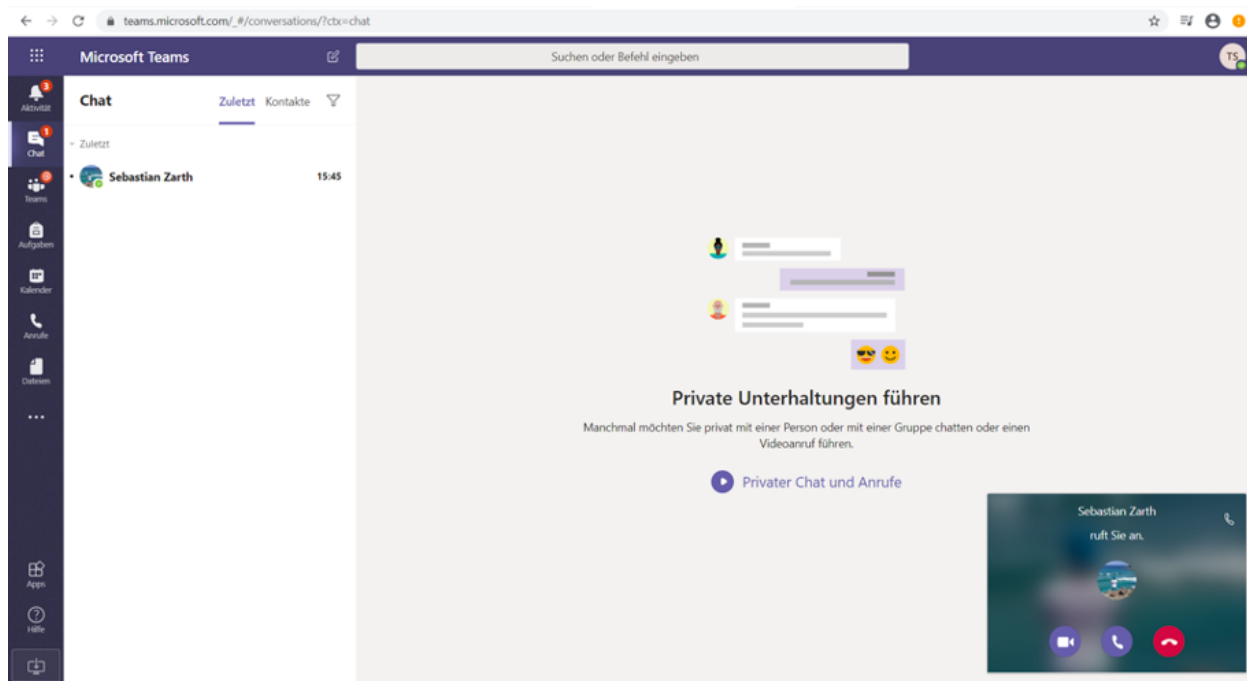 teams.microsoft.com/_#/conversations/?ctx=chat
Microsoft Teams
Suchen oder Befehl eingeben
TS
3
Aktivität
Chat
Zuletzt Kontakte
1
Chat
Zuletzt
Sebastian Zarth 15:45
Teams
Aufgaben
Kalender
Anrufe
Dateien
Private Unterhaltungen führen
Manchmal möchten Sie privat mit einer Person oder mit einer Gruppe chatten oder einen
Videoanruf führen.
Privater Chat und Anrufe
Sebastian Zarth
ruft Sie an.
Apps
Hilfe